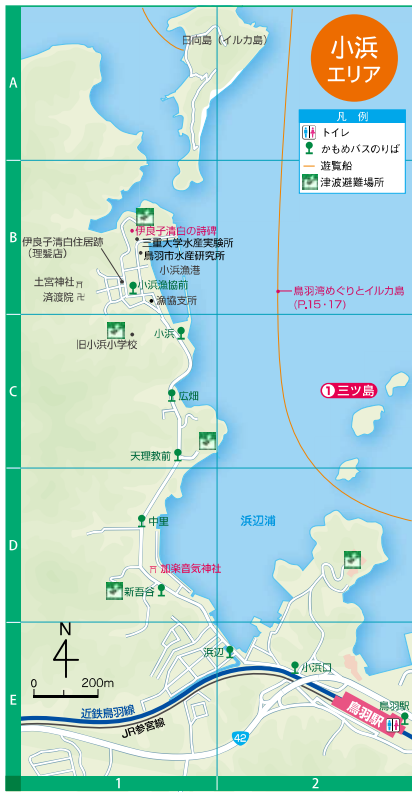 小浜
エリア
凡例
トイレ
かもめバスのりば
遊覧船
津波避難場所
A
日向島（イルカ島）
B
伊良子清白の詩碑
三重大学水産実験所
鳥羽市水産研究所
伊良子清白住居跡
（理髪店）
小浜漁港
土宮神社
済渡院
小浜漁協前
漁協支所
鳥羽湾めぐりとイルカ島
(P.15・17)
旧小浜小学校
小浜
C
広畑
1 三ツ島
天理教前
中里
浜辺浦
D
加楽音気神社
新吾谷
N
0 200m
浜辺
小浜口
E
近鉄鳥羽線
JR参宮線
鳥羽駅
鳥羽駅
42
1
2